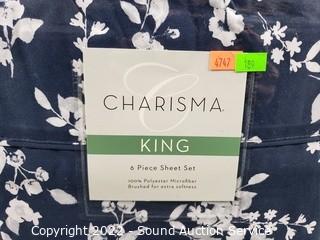 4747
189
C
CHARISMA
KING
6 Piece Sheet Set
100% Polyester Microfiber
Brushed for extra softness
Copyright 2022 - Sound Auction Service